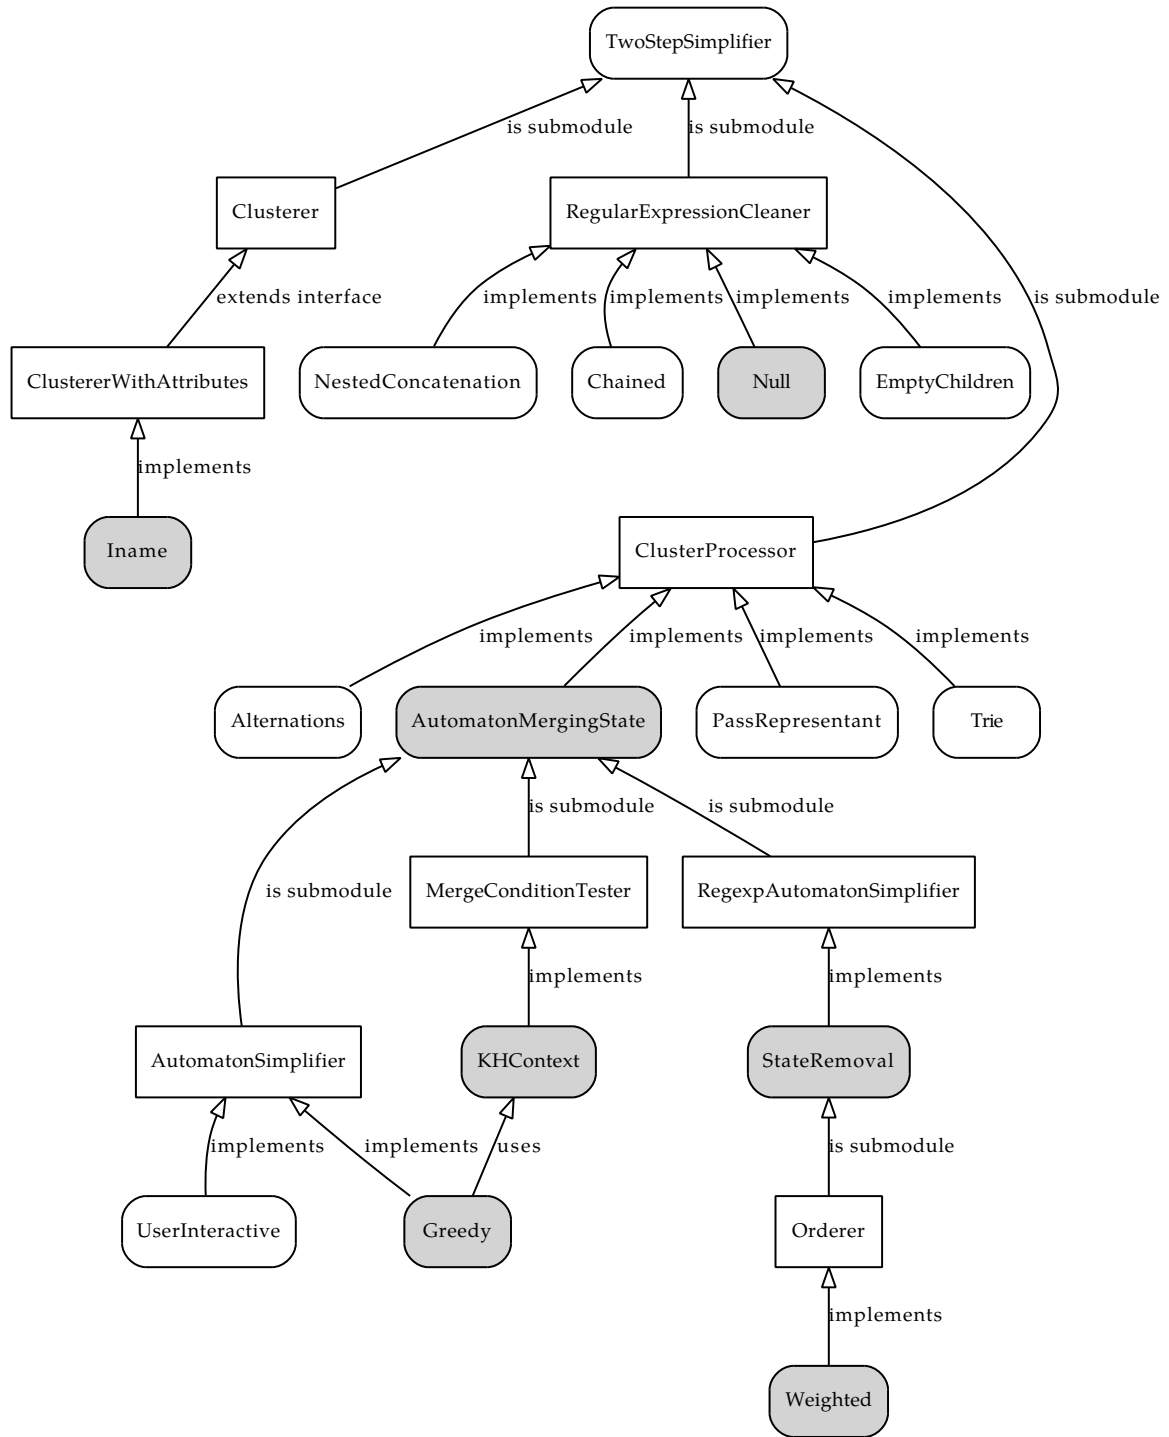 TwoStepSimplifier
is submodule
is submodule
Clusterer
RegularExpressionCleaner
extends interface
implements
implements
implements
implements
is submodule
ClustererWithAttributes
NestedConcatenation
Chained
Null
EmptyChildren
implements
Iname
ClusterProcessor
implements
implements
implements
implements
Alternations
AutomatonMergingState
PassRepresentant
Trie
is submodule
is submodule
is submodule
MergeConditionTester
RegexpAutomatonSimplifier
implements
implements
AutomatonSimplifier
KHContext
StateRemoval
implements
implements
uses
is submodule
UserInteractive
Greedy
Orderer
implements
Weighted